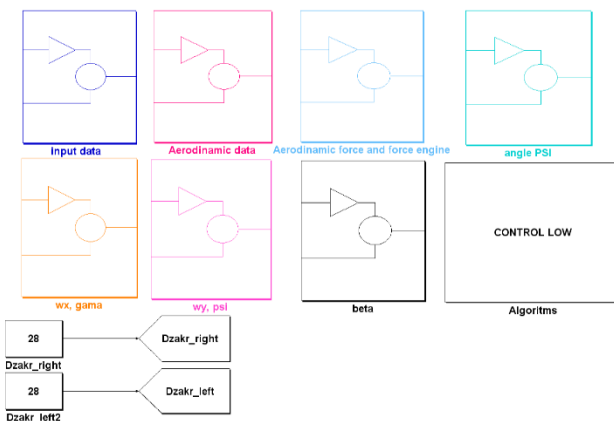 input data
Aerodinamic data
Aerodinamic force and force engine
angle PSI
wx, gama
wy, psi
beta
CONTROL LOW
Algoritms
28
Dzakr_right
Dzakr_right
28
Dzakr_left
Dzakr_left2